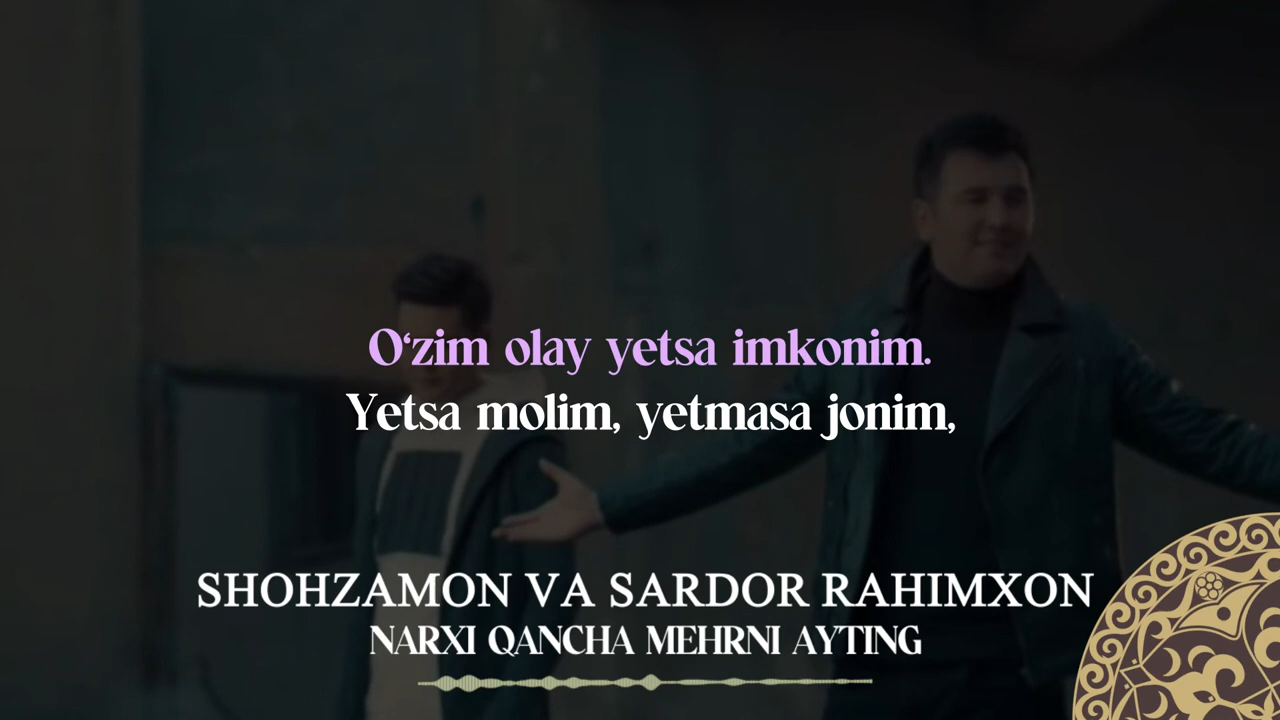 O‘zim olay yetsa imkonim.
Yetsa molim, yetmasa jonim,
SHOHZAMON VA SARDOR RAHIMXON
NARXI QANCHA MEHRNI AYTING